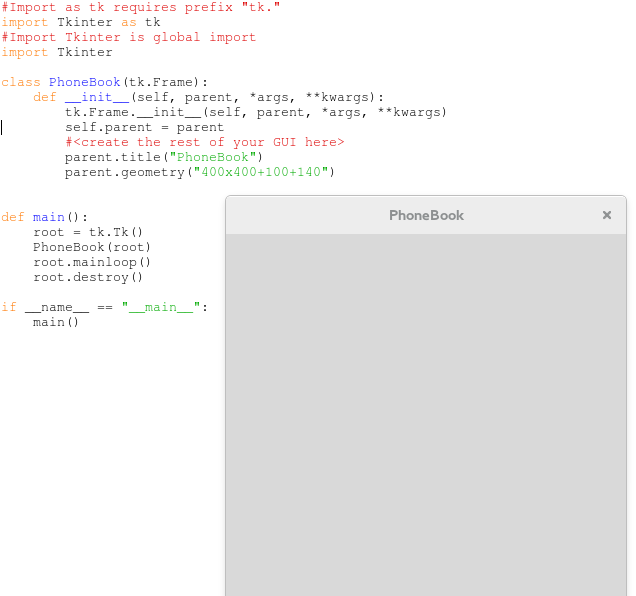 #Import as tk requires prefix "tk."
import Tkinter as tk
#Import Tkinter is global import
import Tkinter
class PhoneBook(tk.Frame):
    def __init__(self, parent, *args, **kwargs):
        tk.Frame.__init__(self, parent, *args, **kwargs)
        self.parent = parent
        #<create the rest of your GUI here>
        parent.title("PhoneBook")
        parent.geometry("400x400+100+140")
def main():
    root = tk.Tk()
    PhoneBook(root)
    root.mainloop()
    root.destroy()
if __name__ == "__main__":
    main()
PhoneBook